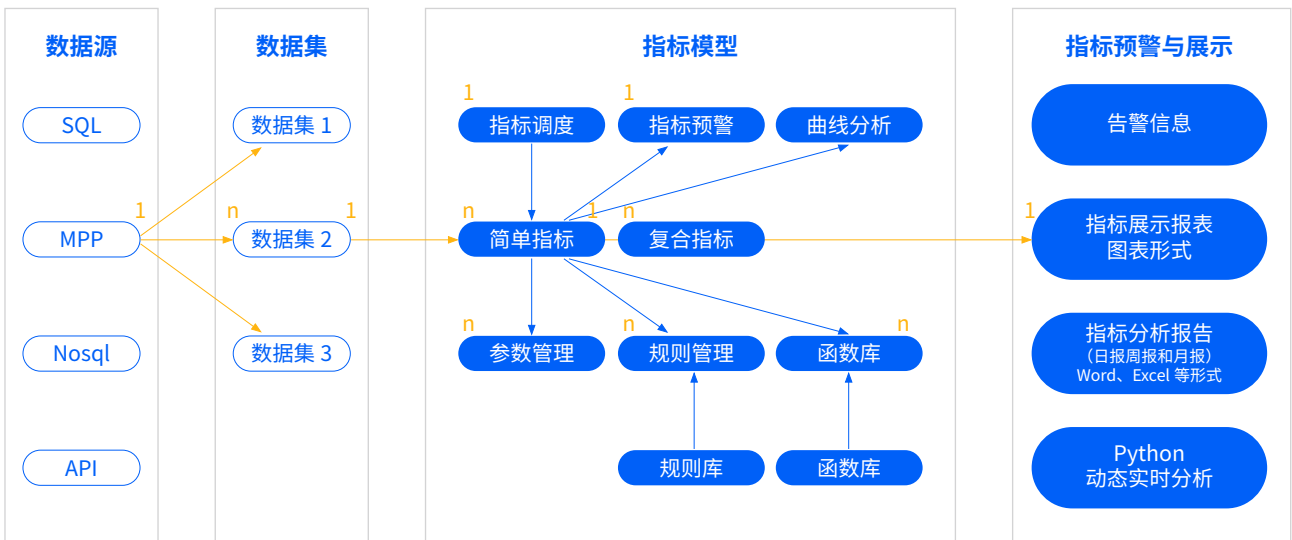 数据源
SQL
MPP
1
Nosql
API
数据集
数据集 1
n
数据集 2
1
数据集 3
指标模型
1
指标调度
1
指标预警
曲线分析
n
简单指标
1
n
复合指标
n
参数管理
n
规则管理
n
函数库
规则库
函数库
指标预警与展示
告警信息
1
指标展示报表
图表形式
指标分析报告
（日报周报和月报）
Word、Excel 等形式
Python
动态实时分析